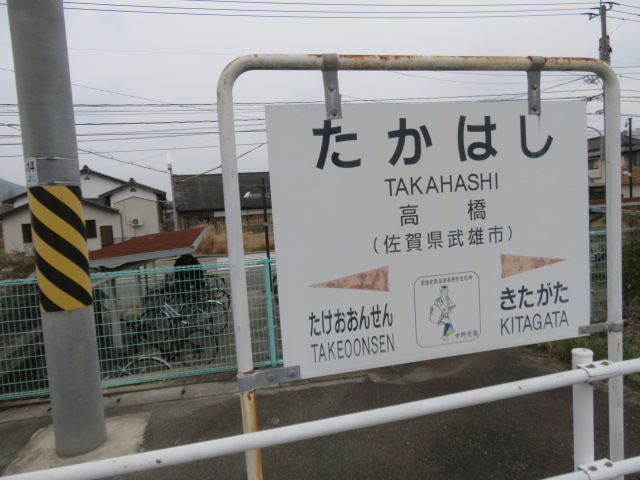 たかはし
TAKAHASHI
高橋
(佐賀県武雄市)
たけおおんせん
TAKEOONSEN
きたがた
KITAGATA
14